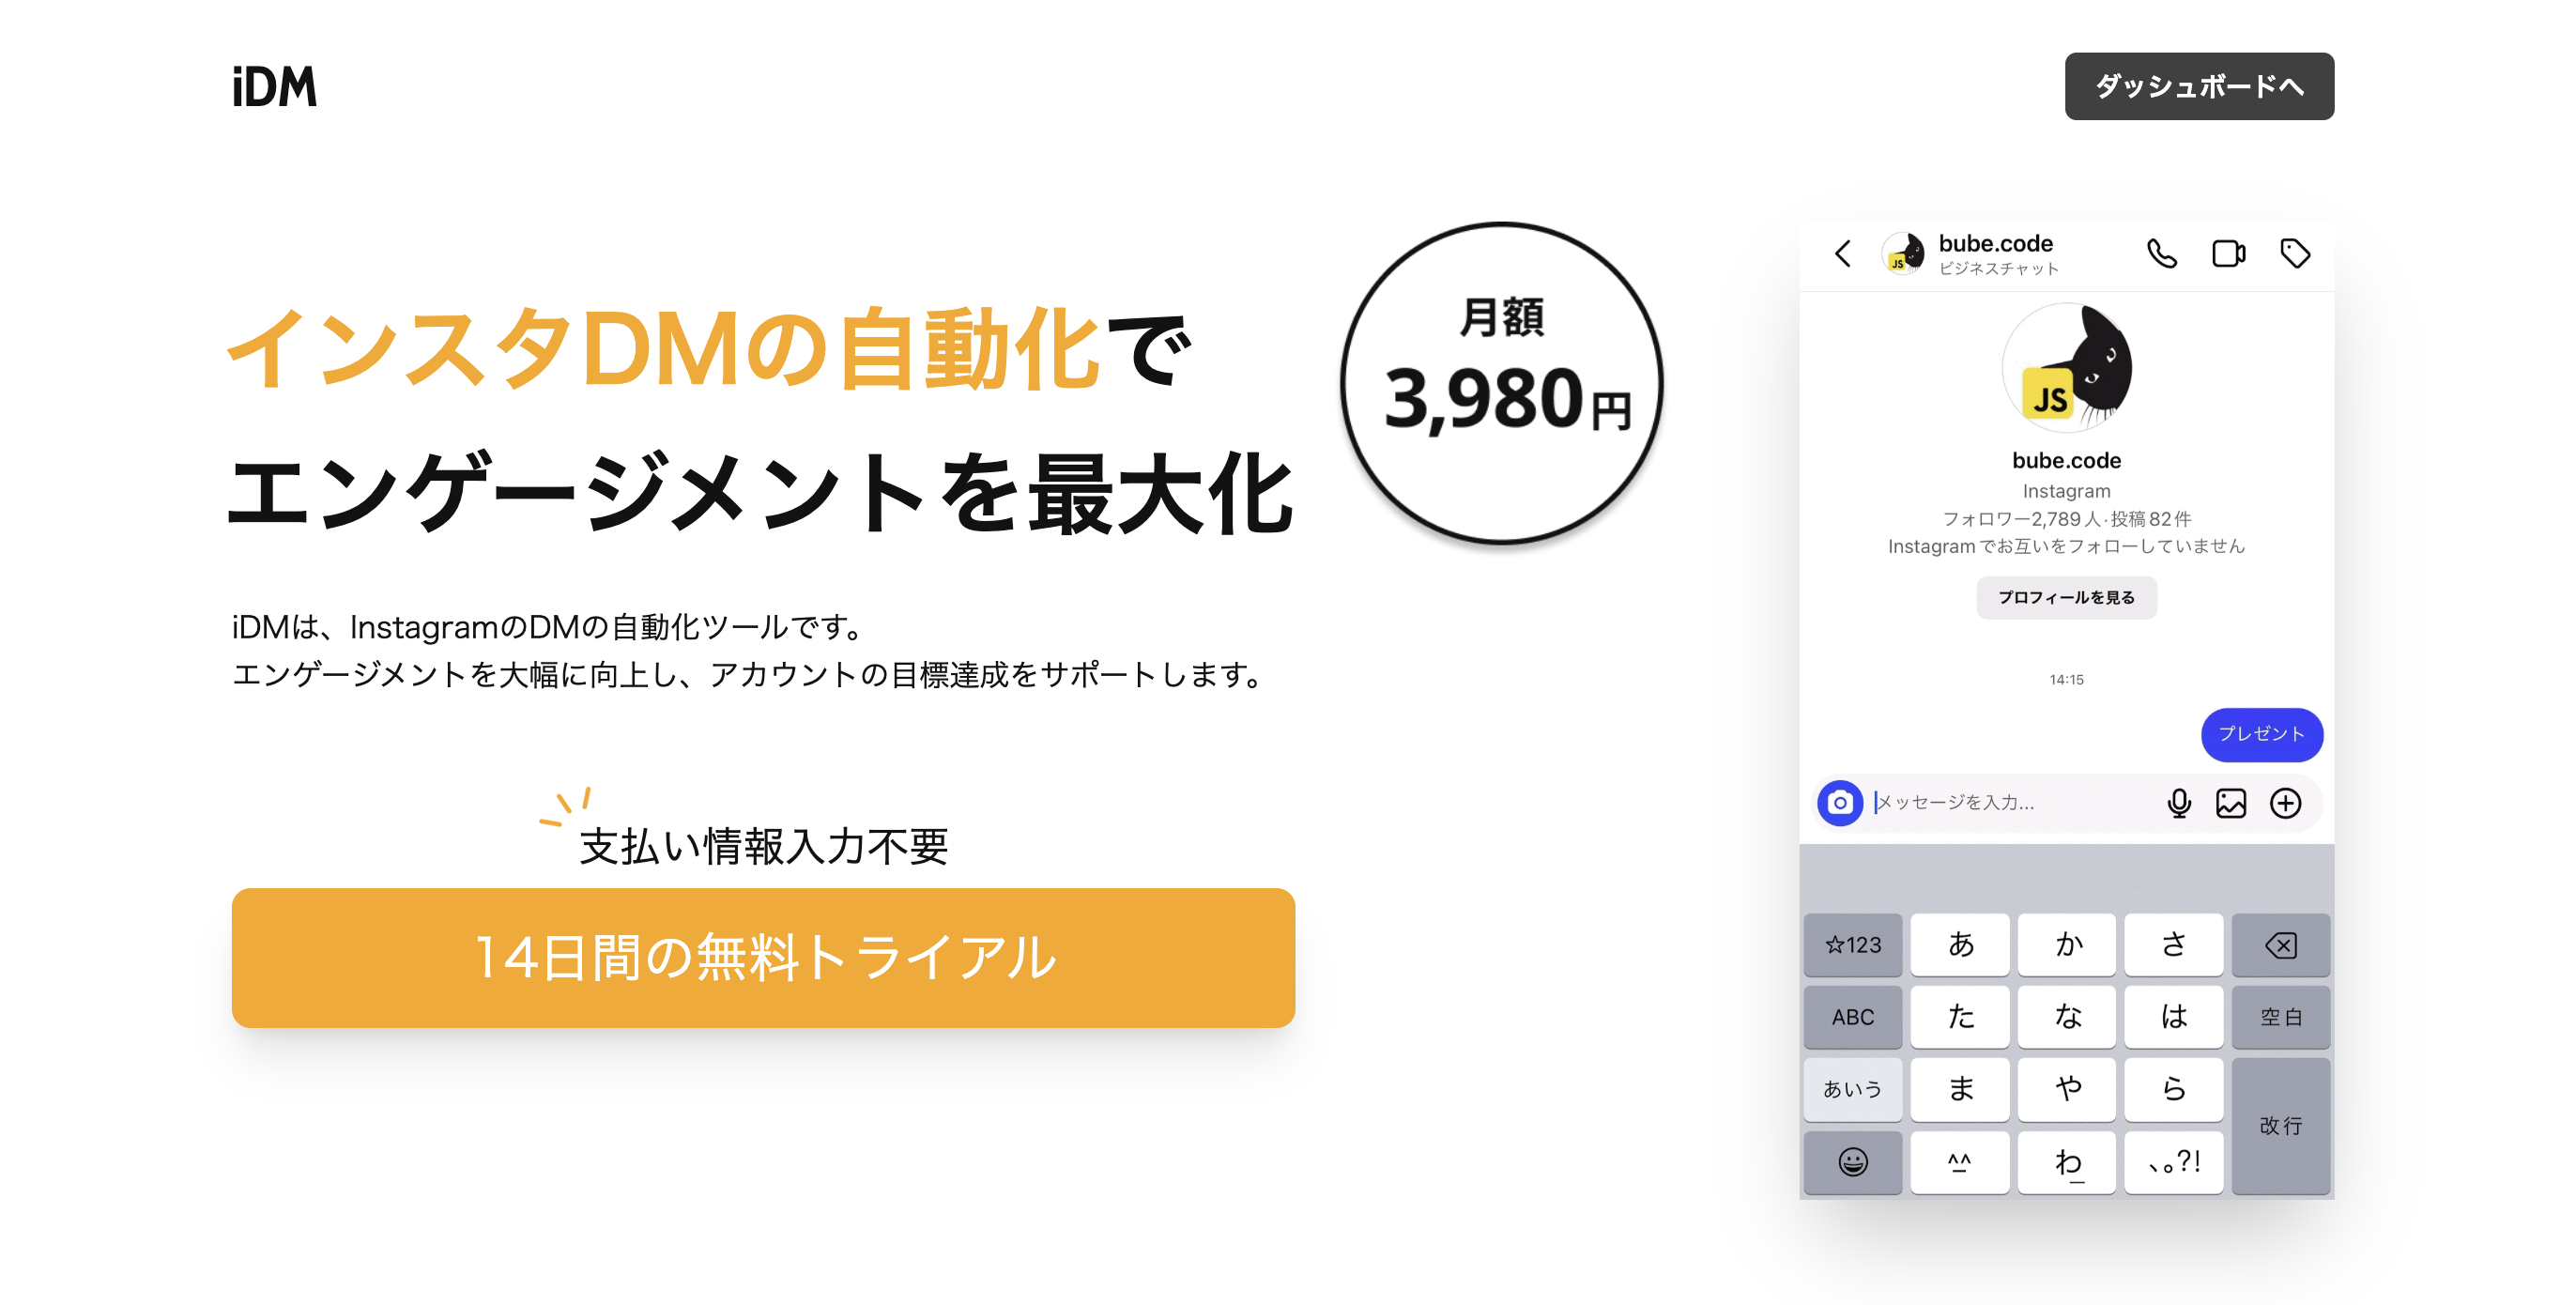 iDM
ダッシュボードへ
インスタDMの自動化で
エンゲージメントを最大化
月額
3,980円
iDMは、InstagramのDMの自動化ツールです。
エンゲージメントを大幅に向上し、アカウントの目標達成をサポートします。
支払い情報入力不要
14日間の無料トライアル
bube.code
ビジネスチャット
JS
JS
bube.code
Instagram
フォロワー2,789人·投稿82件
Instagramでお互いをフォローしていません
プロフィールを見る
14:15
プレゼント
メッセージを入力...
☆123 あ か さ
ABC た な は 空白
あいう ま や ら
改行
^^ わ 、。?!